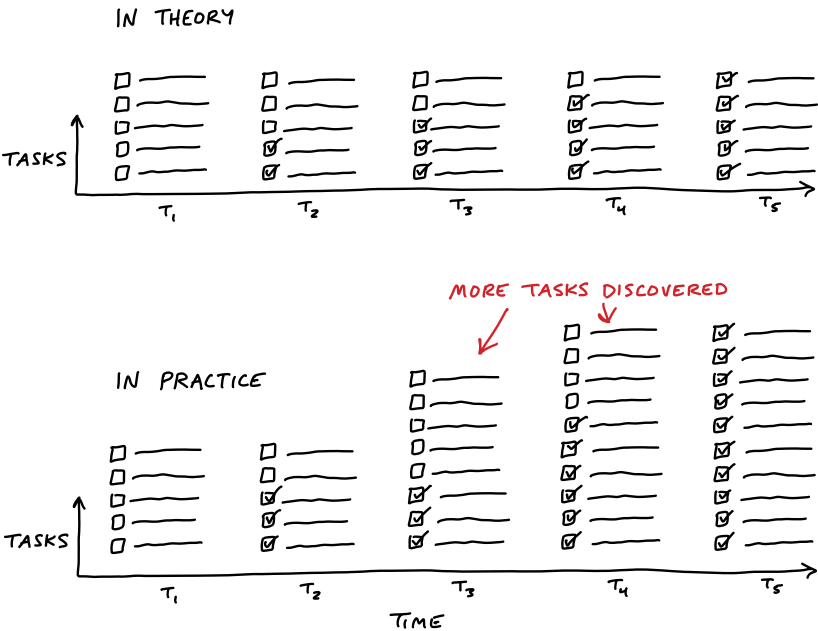 IN THEORY
TASKS
T1 T2 T3 T4 T5
MORE TASKS DISCOVERED
IN PRACTICE
TASKS
T1 T2 T3 T4 T5
TIME